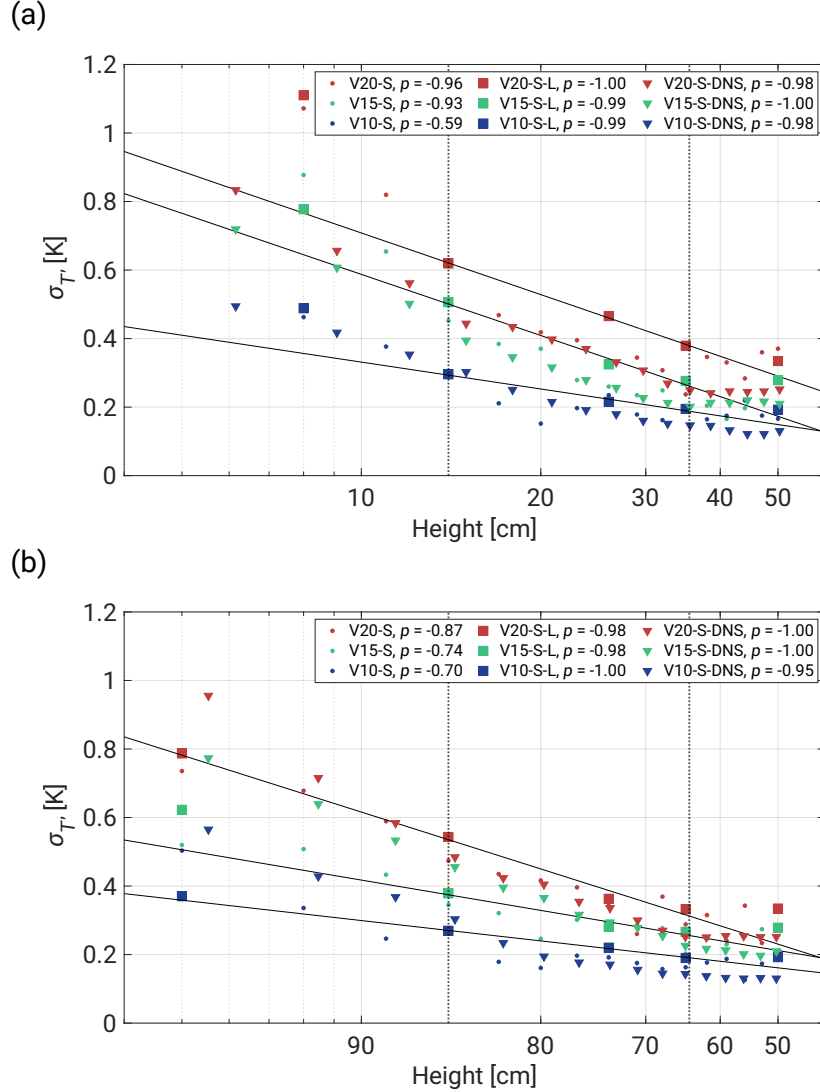 (a)
1.2
1
0.8
0.6
0.4
0.2
0
σT', [K]
V20-S, p = -0.96
V15-S, p = -0.93
V10-S, p = -0.59
V20-S-L, p = -1.00
V15-S-L, p = -0.99
V10-S-L, p = -0.99
V20-S-DNS, p = -0.98
V15-S-DNS, p = -1.00
V10-S-DNS, p = -0.98
10 20 30 40 50
Height [cm]
(b)
1.2
1
0.8
0.6
0.4
0.2
0
σT', [K]
V20-S, p = -0.87
V15-S, p = -0.74
V10-S, p = -0.70
V20-S-L, p = -0.98
V15-S-L, p = -0.98
V10-S-L, p = -1.00
V20-S-DNS, p = -1.00
V15-S-DNS, p = -1.00
V10-S-DNS, p = -0.95
90 80 70 60 50
Height [cm]